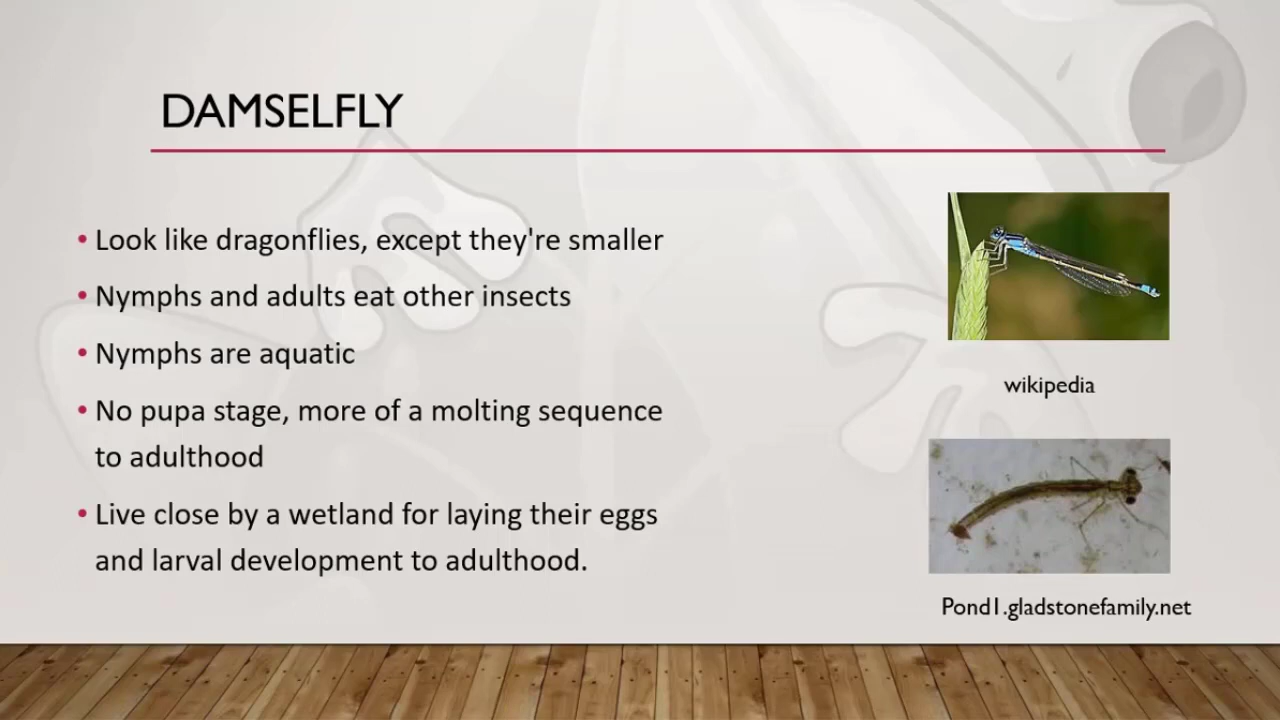 DAMSELFLY
• Look like dragonflies, except they're smaller
• Nymphs and adults eat other insects
• Nymphs are aquatic
• No pupa stage, more of a molting sequence
to adulthood
• Live close by a wetland for laying their eggs
and larval development to adulthood.
wikipedia
Pond1.gladstonefamily.net